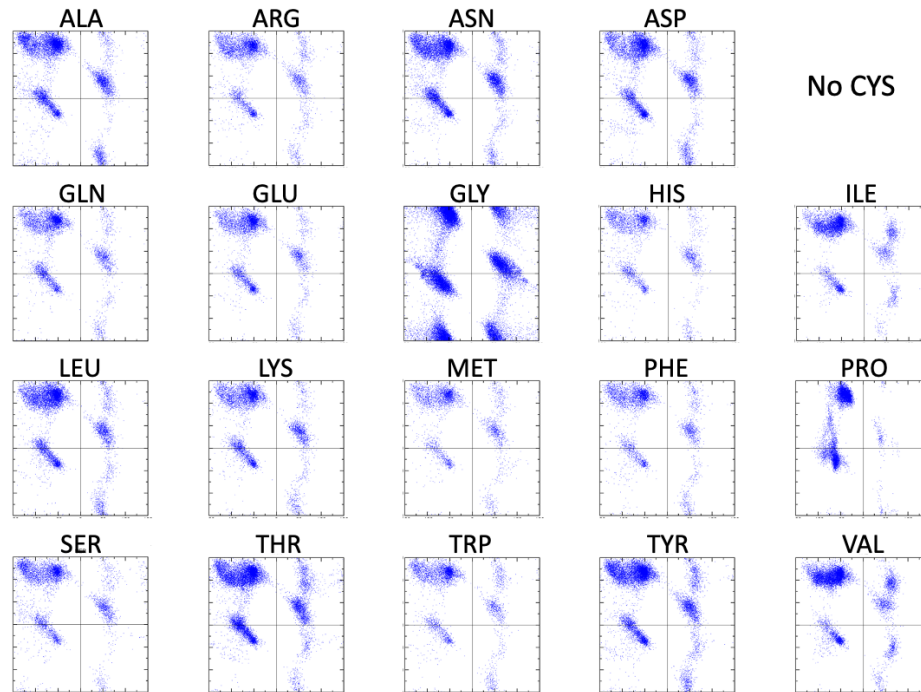 ALA ARG ASN ASP
No CYS
GLN GLU GLY HIS ILE
LEU LYS MET PHE PRO
SER THR TRP TYR VAL